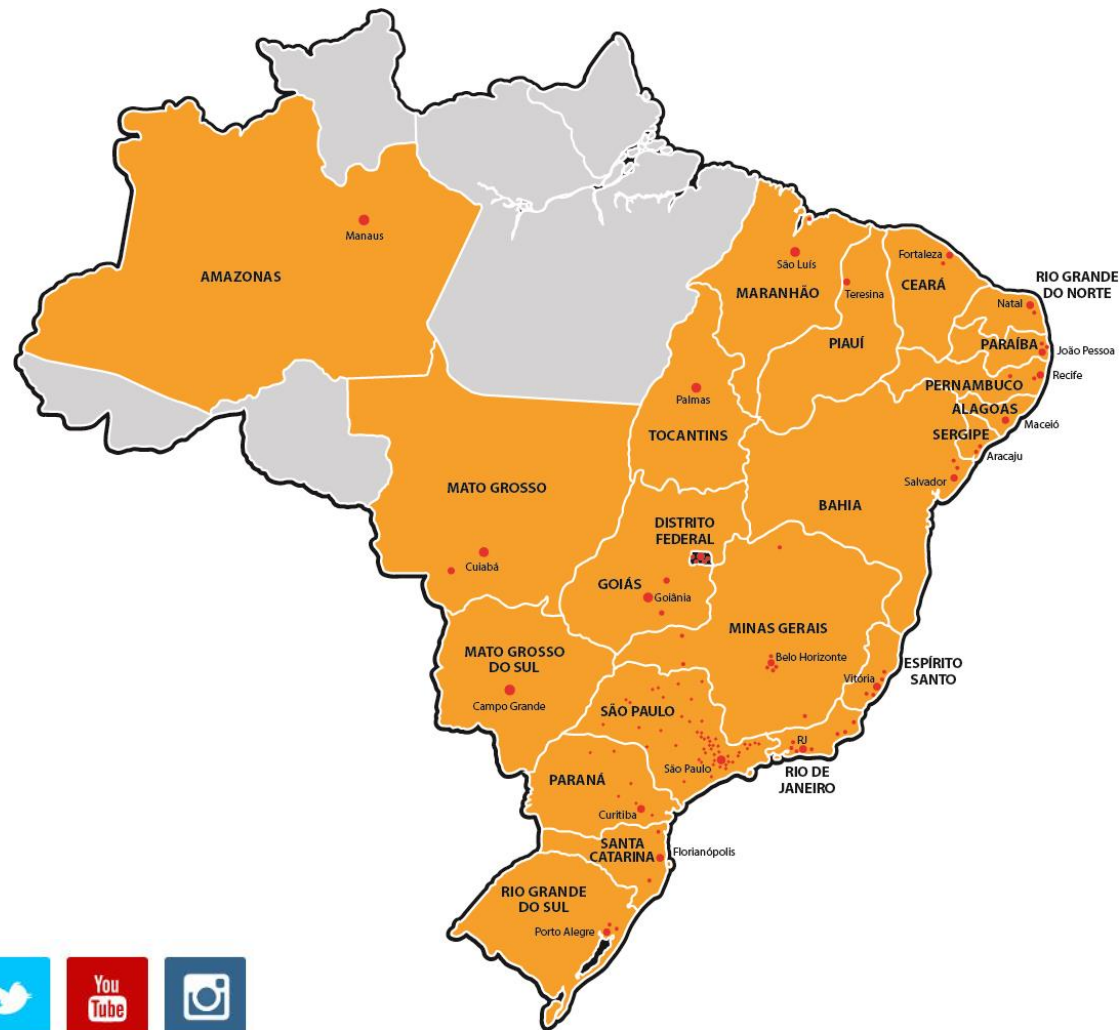 Manaus
AMAZONAS
São Luís
MARANHÃO
Teresina
PIAUÍ
Fortaleza
CEARÁ
RIO GRANDE
DO NORTE
Natal
PARAÍBA
João Pessoa
PERNAMBUCO
Recife
ALAGOAS
Maceió
SERGIPE
Aracaju
Salvador
BAHIA
Palmas
TOCANTINS
MATO GROSSO
Cuiabá
DISTRITO
FEDERAL
GOIÁS
Goiânia
MINAS GERAIS
Belo Horizonte
ESPÍRITO
SANTO
Vitória
MATO GROSSO
DO SUL
Campo Grande
SÃO PAULO
São Paulo
RJ
RIO DE
JANEIRO
PARANÁ
Curitiba
SANTA
CATARINA
Florianópolis
RIO GRANDE
DO SUL
Porto Alegre
You
Tube